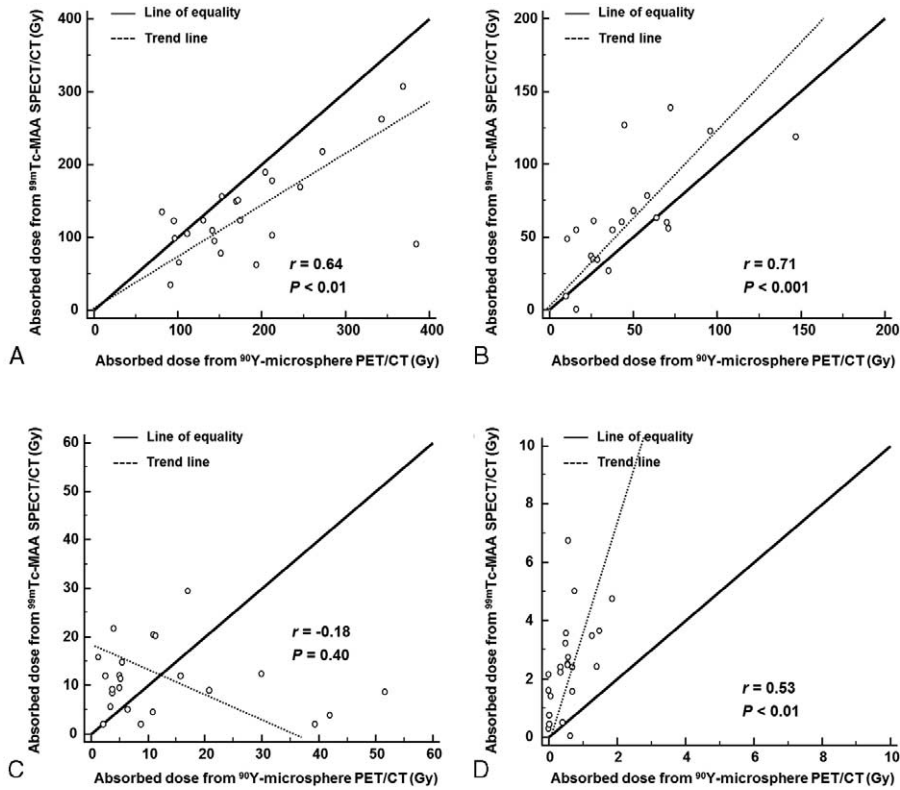 Line of equality
Trend line
Absorbed dose from ⁹⁹ᵐTc-MAA SPECT/CT (Gy)
400
300
200
100
0
r = 0.64
P < 0.01
0 100 200 300 400
Absorbed dose from ⁹⁰Y-microsphere PET/CT (Gy)
A
Line of equality
Trend line
Absorbed dose from ⁹⁹ᵐTc-MAA SPECT/CT (Gy)
200
150
100
50
0
r = 0.71
P < 0.001
0 50 100 150 200
Absorbed dose from ⁹⁰Y-microsphere PET/CT (Gy)
B
Line of equality
Trend line
Absorbed dose from ⁹⁹ᵐTc-MAA SPECT/CT (Gy)
60
50
40
30
20
10
0
r = -0.18
P = 0.40
0 10 20 30 40 50 60
Absorbed dose from ⁹⁰Y-microsphere PET/CT (Gy)
C
Line of equality
Trend line
Absorbed dose from ⁹⁹ᵐTc-MAA SPECT/CT (Gy)
10
8
6
4
2
0
r = 0.53
P < 0.01
0 2 4 6 8 10
Absorbed dose from ⁹⁰Y-microsphere PET/CT (Gy)
D